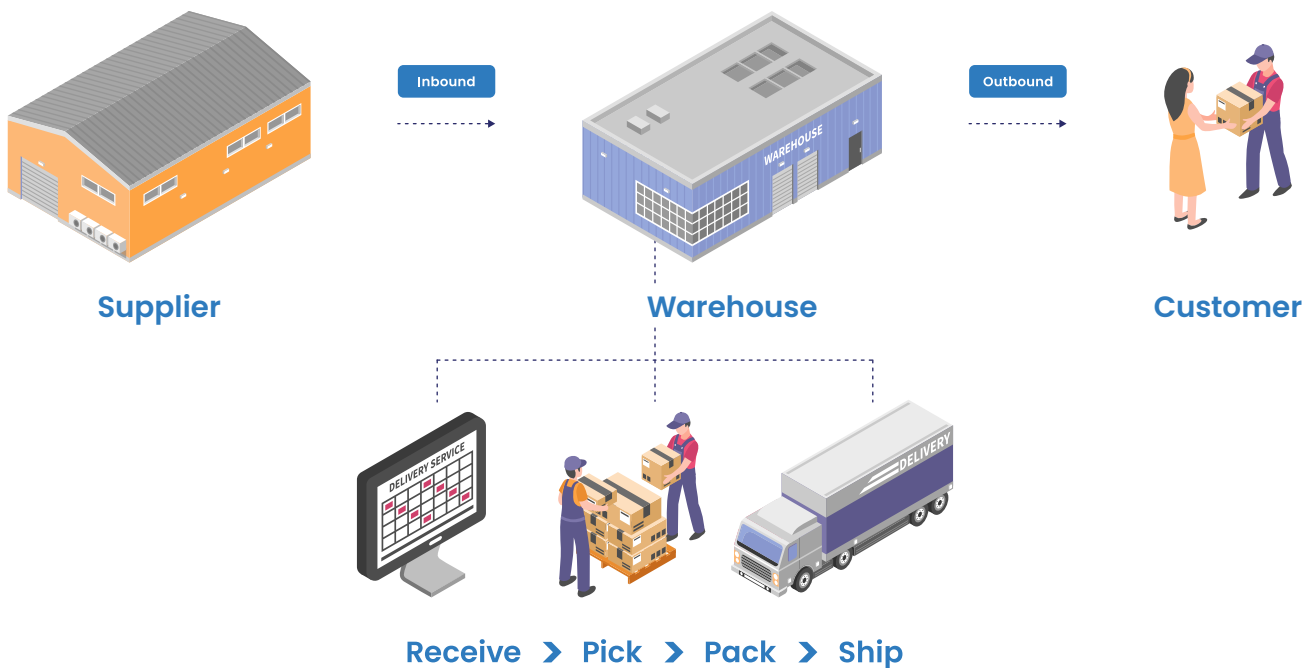 Inbound
Outbound
WAREHOUSE
Supplier
Warehouse
Customer
DELIVERY SERVICE
DELIVERY
Receive > Pick > Pack > Ship